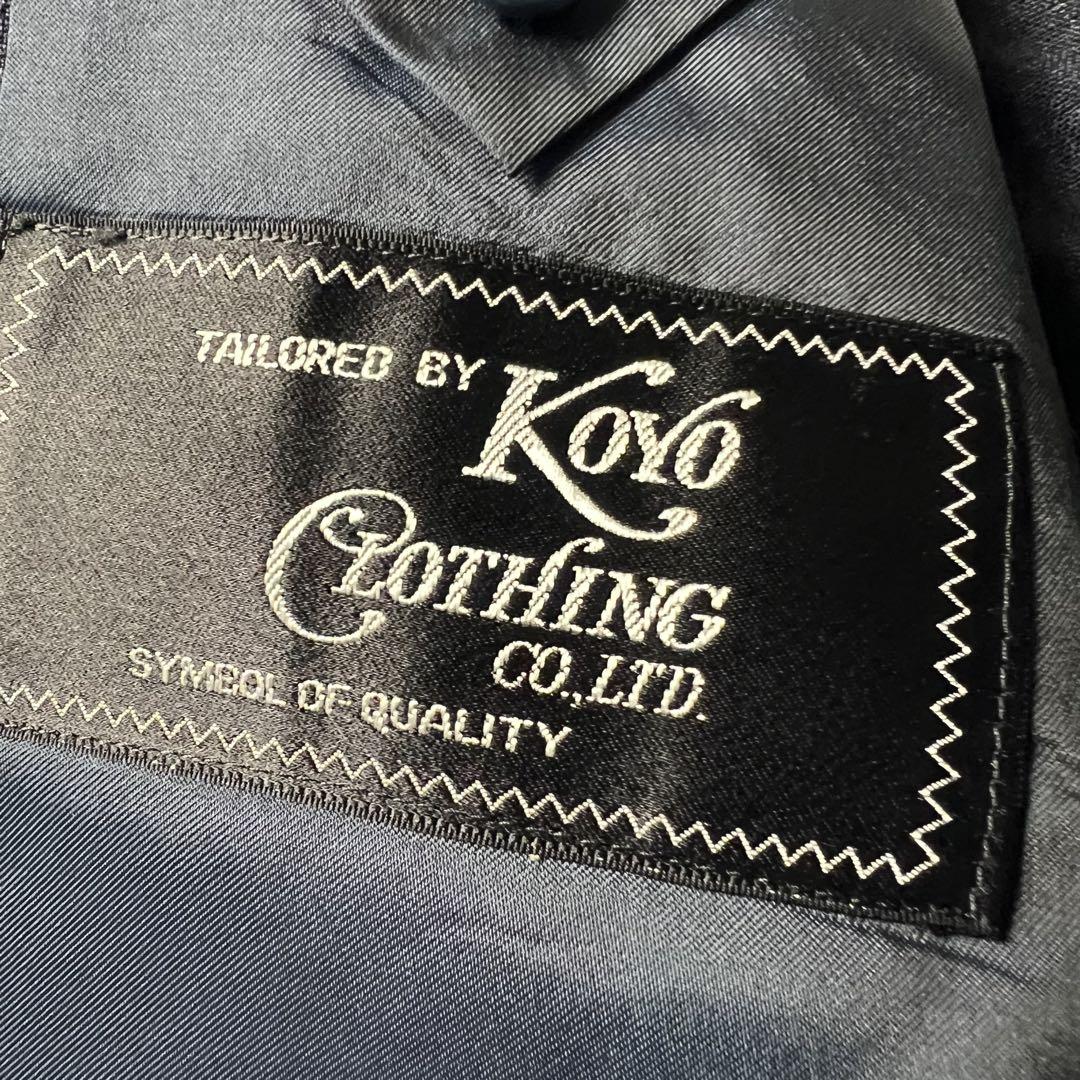 TAILORED BY KOYO
CLOTHING
CO.,LTD.
SYMBOL OF QUALITY